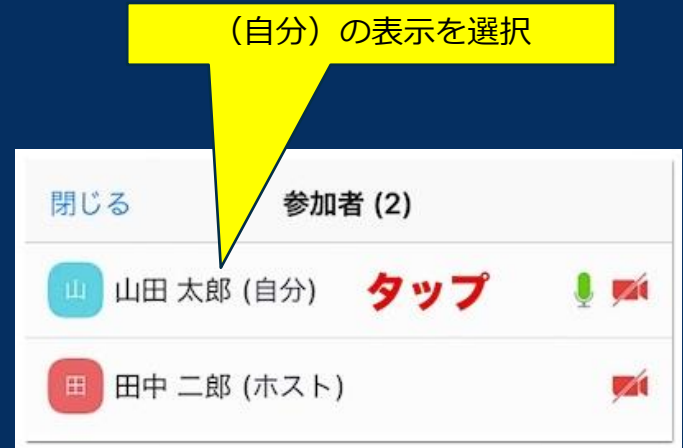 （自分）の表示を選択
閉じる 参加者 (2)
山 山田 太郎 (自分) タップ
田 田中 二郎 (ホスト)